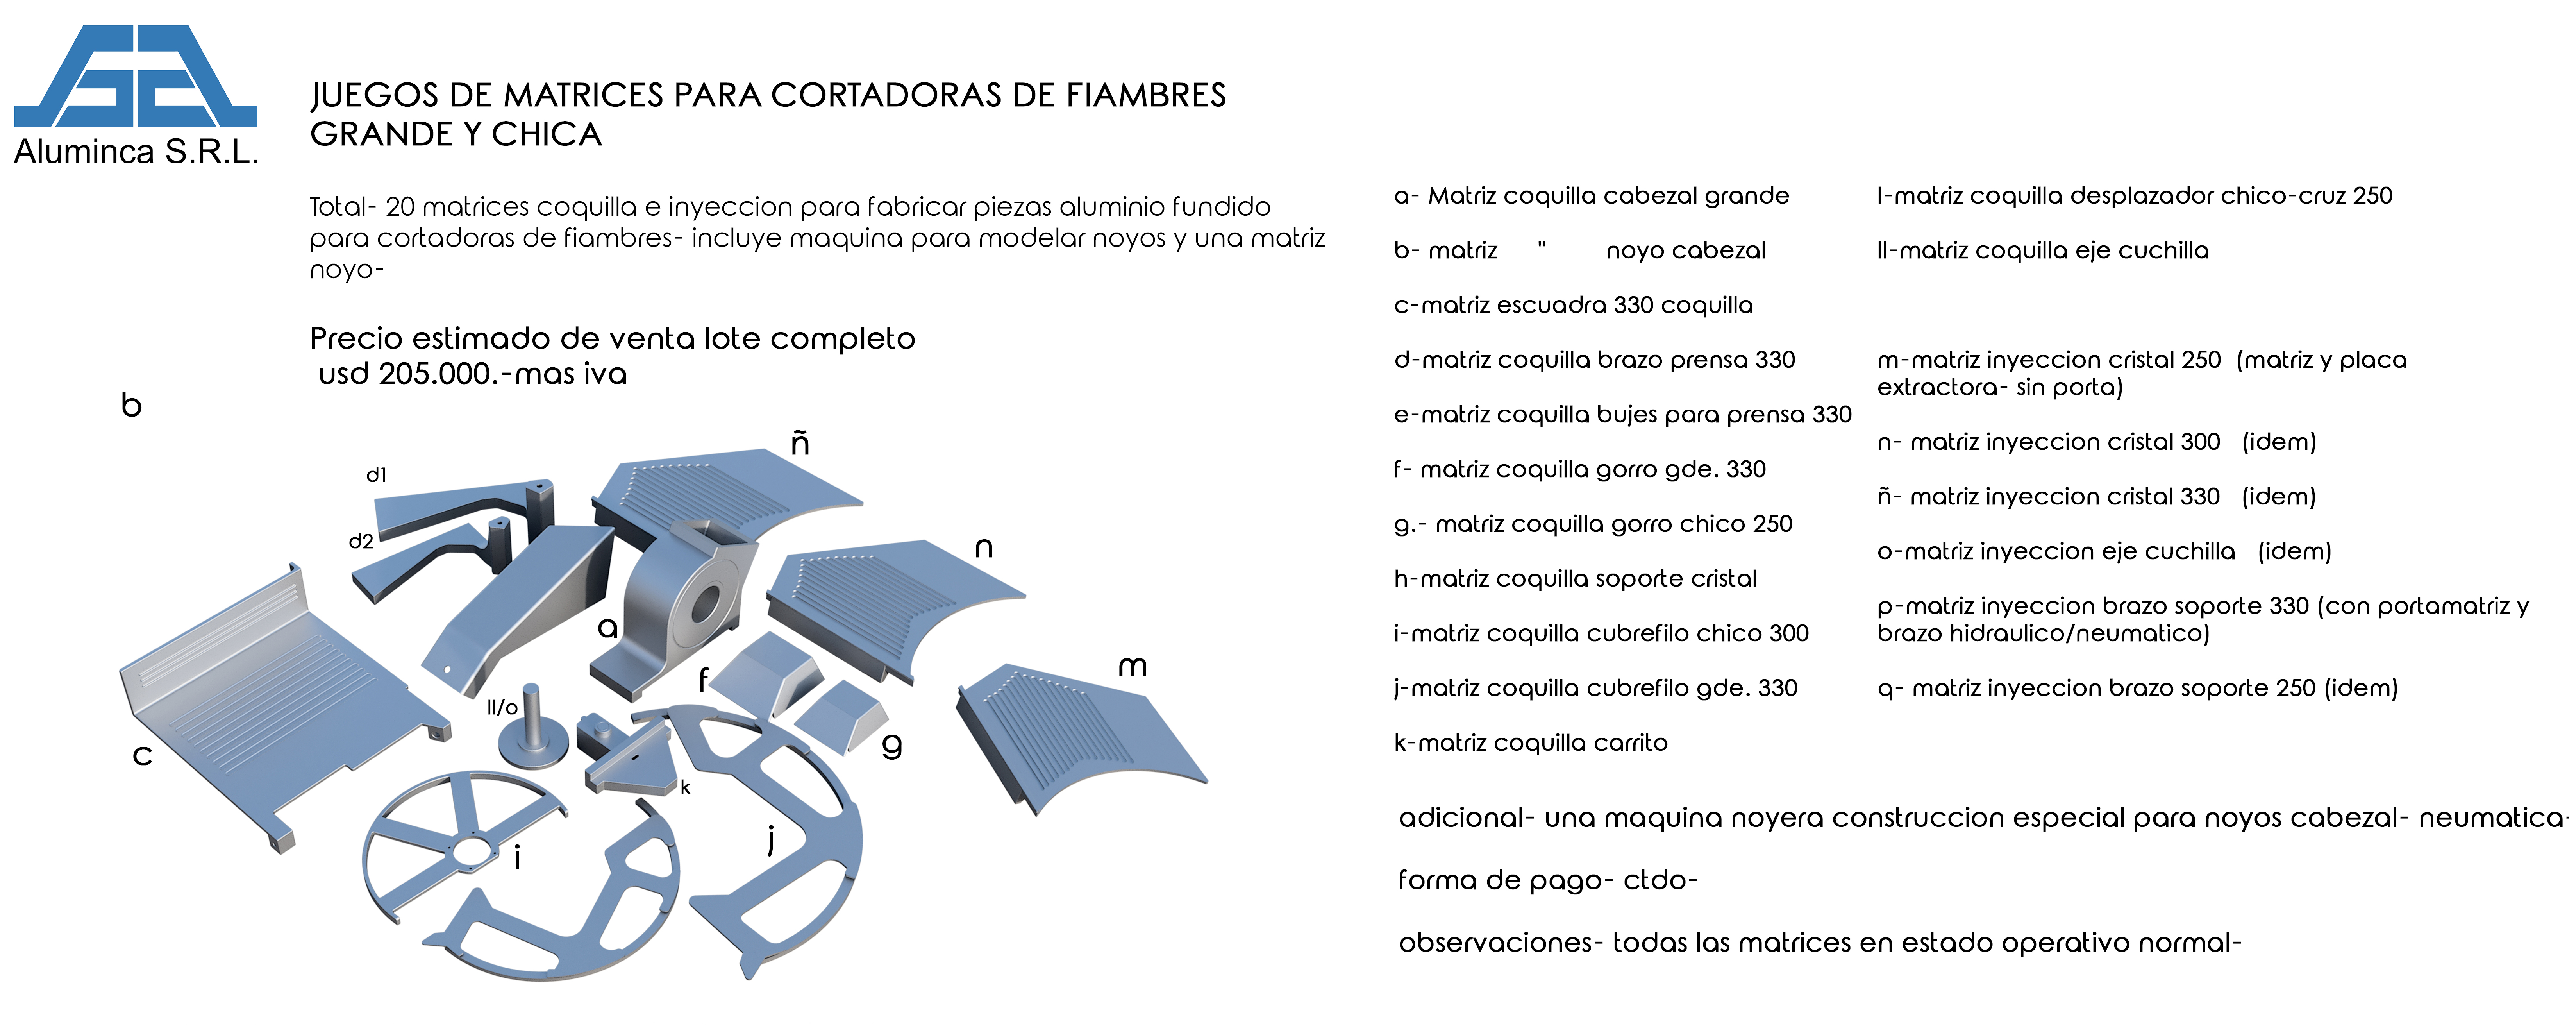 Aluminca S.R.L.
JUEGOS DE MATRICES PARA CORTADORAS DE FIAMBRES
GRANDE Y CHICA
Total- 20 matrices coquilla e inyeccion para fabricar piezas aluminio fundido
para cortadoras de fiambres- incluye maquina para modelar noyos y una matriz
noyo-
Precio estimado de venta lote completo
usd 205.000.-mas iva
b
ñ
d1
d2
n
a
m
f
ll/o
c
g
k
j
i
a- Matriz coquilla cabezal grande
b- matriz " noyo cabezal
c-matriz escuadra 330 coquilla
d-matriz coquilla brazo prensa 330
e-matriz coquilla bujes para prensa 330
f- matriz coquilla gorro gde. 330
g.- matriz coquilla gorro chico 250
h-matriz coquilla soporte cristal
i-matriz coquilla cubrefilo chico 300
j-matriz coquilla cubrefilo gde. 330
k-matriz coquilla carrito
l-matriz coquilla desplazador chico-cruz 250
ll-matriz coquilla eje cuchilla
m-matriz inyeccion cristal 250 (matriz y placa
extractora- sin porta)
n- matriz inyeccion cristal 300 (idem)
ñ- matriz inyeccion cristal 330 (idem)
o-matriz inyeccion eje cuchilla (idem)
p-matriz inyeccion brazo soporte 330 (con portamatriz y
brazo hidraulico/neumatico)
q- matriz inyeccion brazo soporte 250 (idem)
adicional- una maquina noyera construccion especial para noyos cabezal- neumatica-
forma de pago- ctdo-
observaciones- todas las matrices en estado operativo normal-